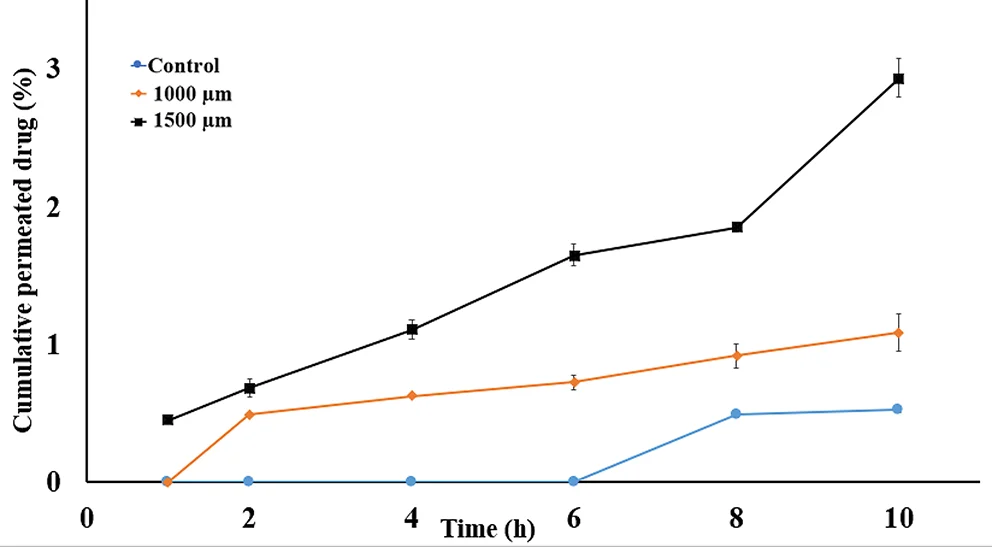 Cumulative permeated drug (%)
3
2
1
0
Control
1000 μm
1500 μm
0 2 4 6 8 10
Time (h)